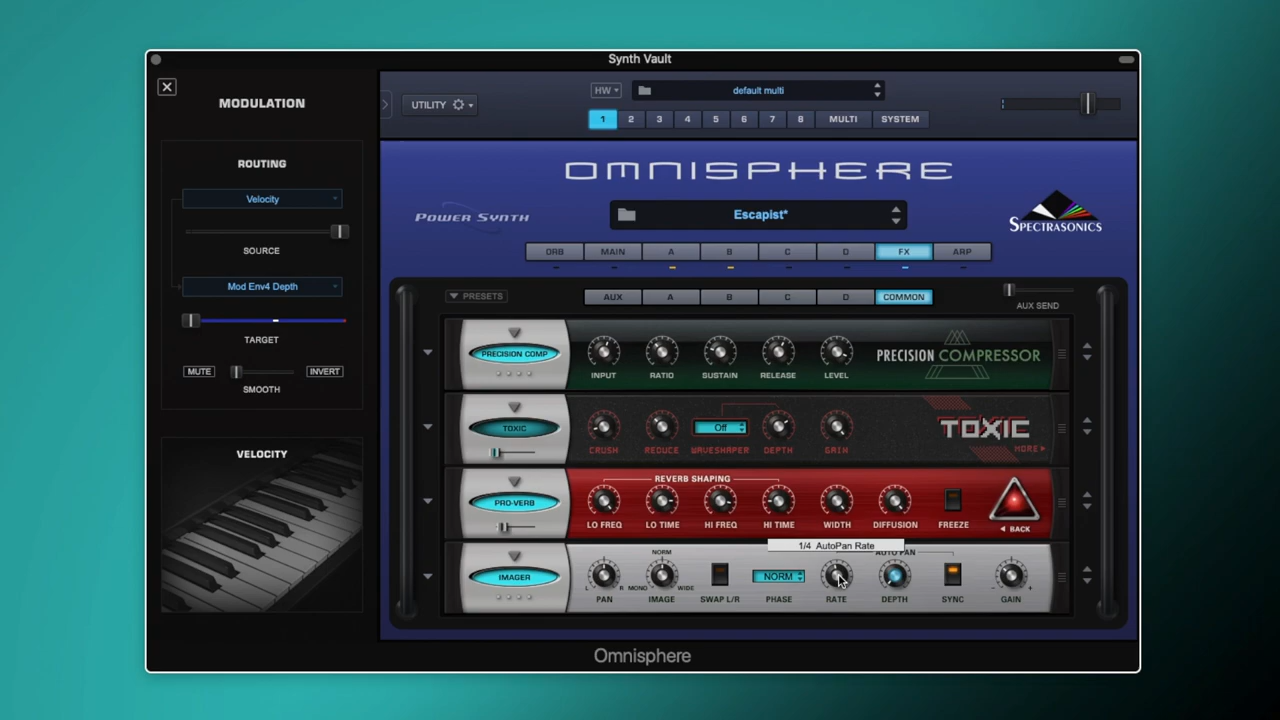 Synth Vault
MODULATION
ROUTING
Velocity
SOURCE
Mod Env4 Depth
TARGET
MUTE
INVERT
SMOOTH
VELOCITY
UTILITY
HW
default multi
1 2 3 4 5 6 7 8 MULTI SYSTEM
OMNISPHERE
POWER SYNTH
Escapist*
SPECTRASONICS
ORB MAIN A B C D FX ARP
PRESETS
AUX A B C D COMMON
AUX SEND
PRECISION COMP
INPUT RATIO SUSTAIN RELEASE LEVEL
PRECISION COMPRESSOR
TOXIC
Off
CRUSH REDUCE WAVESHAPER DEPTH GAIN
TOXIC
MORE
REVERB SHAPING
PRO-VERB
LO FREQ LO TIME HI FREQ HI TIME WIDTH DIFFUSION FREEZE
BACK
1/4 AutoPan Rate
NORM
AUTO PAN
IMAGER
NORM
L R MONO WIDE
PAN IMAGE SWAP L/R PHASE RATE DEPTH SYNC GAIN
- +
Omnisphere